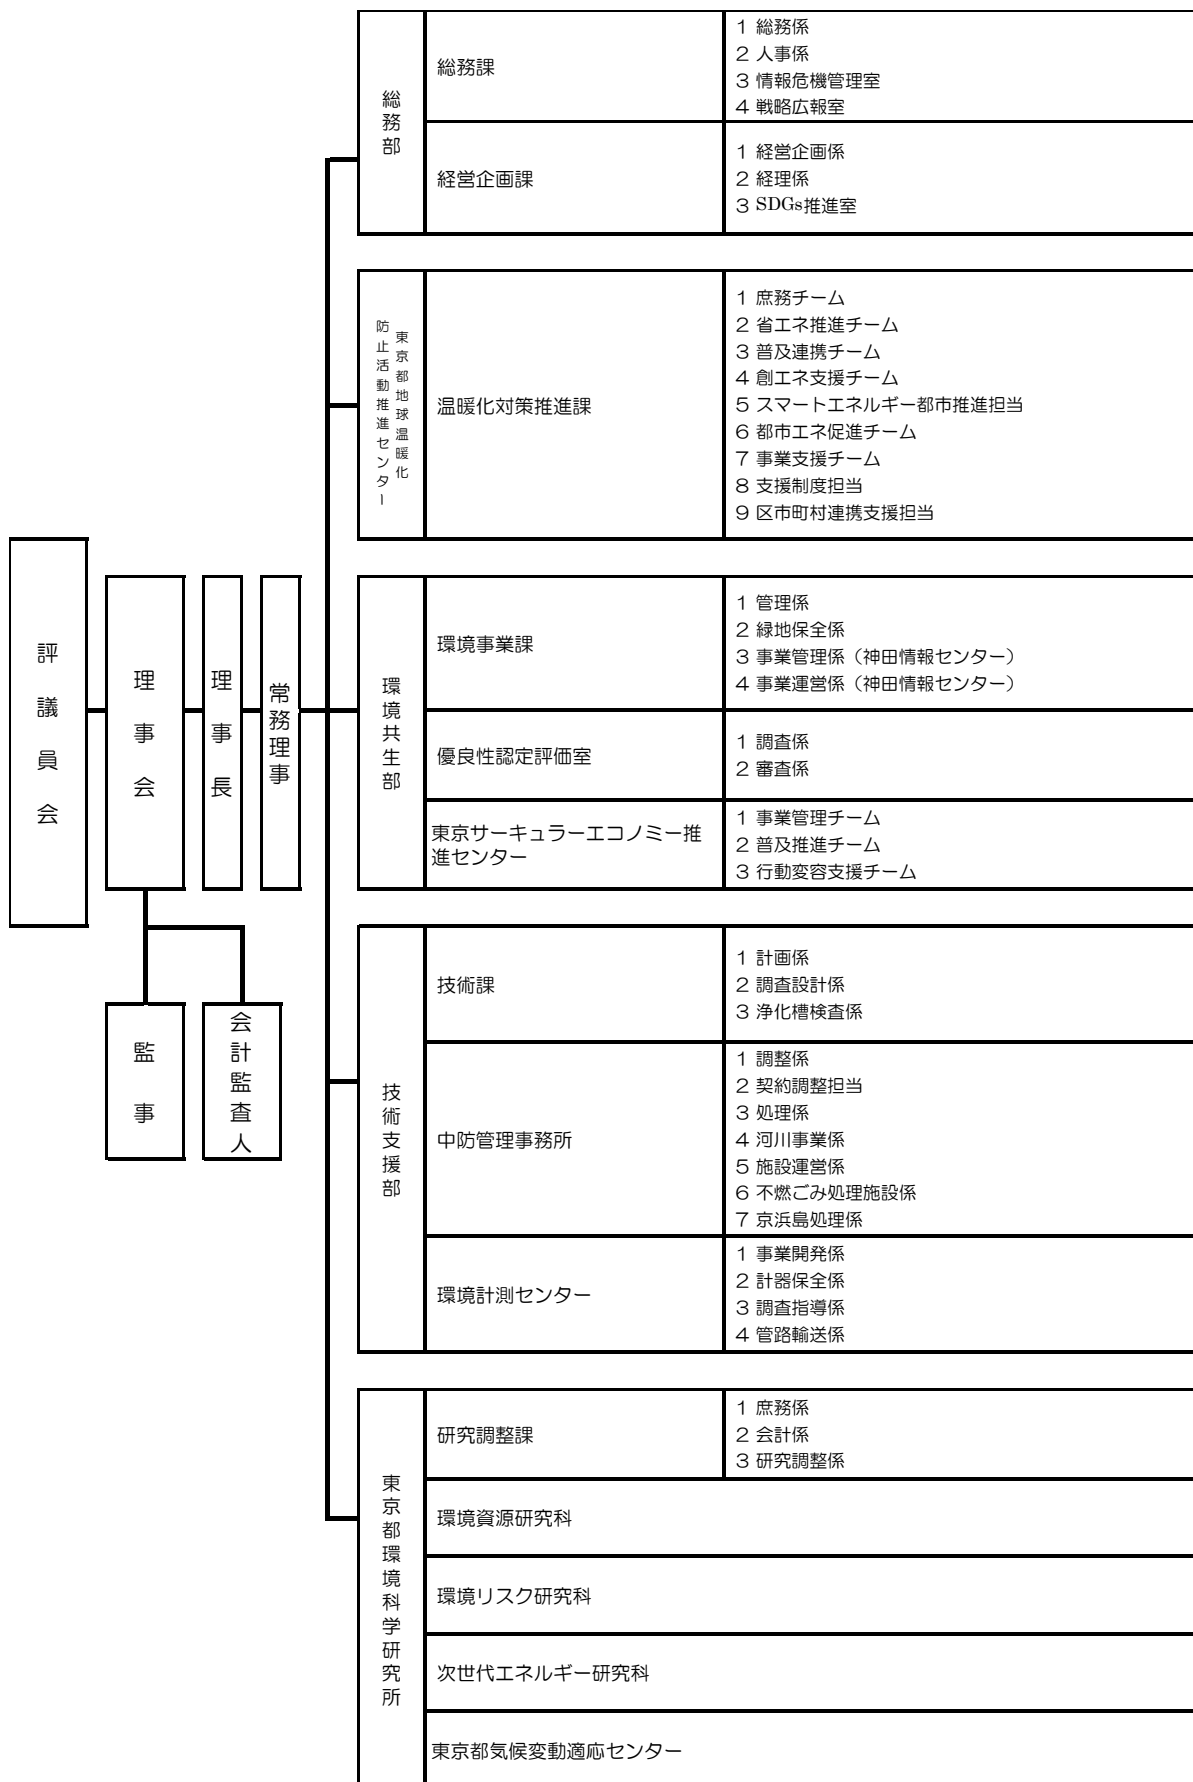 評議員会
理事会
理事長
常務理事
監事
会計監査人
総務部
総務課
1 総務係
2 人事係
3 情報危機管理室
4 戦略広報室
経営企画課
1 経営企画係
2 経理係
3 SDGs推進室
東京都地球温暖化
防止活動推進センター
温暖化対策推進課
1 庶務チーム
2 省エネ推進チーム
3 普及連携チーム
4 創エネ支援チーム
5 スマートエネルギー都市推進担当
6 都市エネ促進チーム
7 事業支援チーム
8 支援制度担当
9 区市町村連携支援担当
環境共生部
環境事業課
1 管理係
2 緑地保全係
3 事業管理係（神田情報センター）
4 事業運営係（神田情報センター）
優良性認定評価室
1 調査係
2 審査係
東京サーキュラーエコノミー推
進センター
1 事業管理チーム
2 普及推進チーム
3 行動変容支援チーム
技術支援部
技術課
1 計画係
2 調査設計係
3 浄化槽検査係
中防管理事務所
1 調整係
2 契約調整担当
3 処理係
4 河川事業係
5 施設運営係
6 不燃ごみ処理施設係
7 京浜島処理係
環境計測センター
1 事業開発係
2 計器保全係
3 調査指導係
4 管路輸送係
東京都環境科学研究所
研究調整課
1 庶務係
2 会計係
3 研究調整係
環境資源研究科
環境リスク研究科
次世代エネルギー研究科
東京都気候変動適応センター